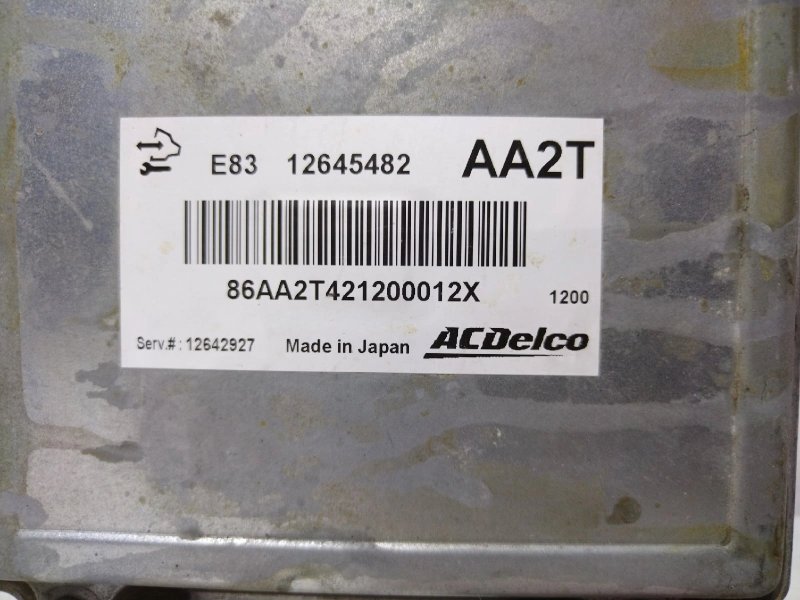 E83 12645482 AA2T
86AA2T421200012X 1200
Serv.#: 12642927 Made in Japan ACDelco